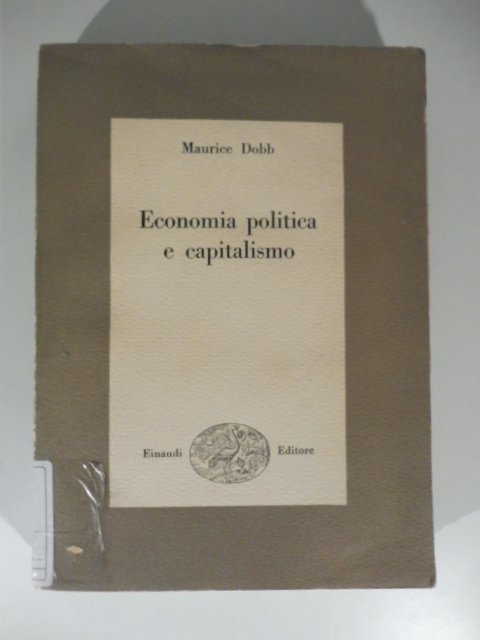 Maurice Dobb
Economia politica
e capitalismo
Einaudi Editore